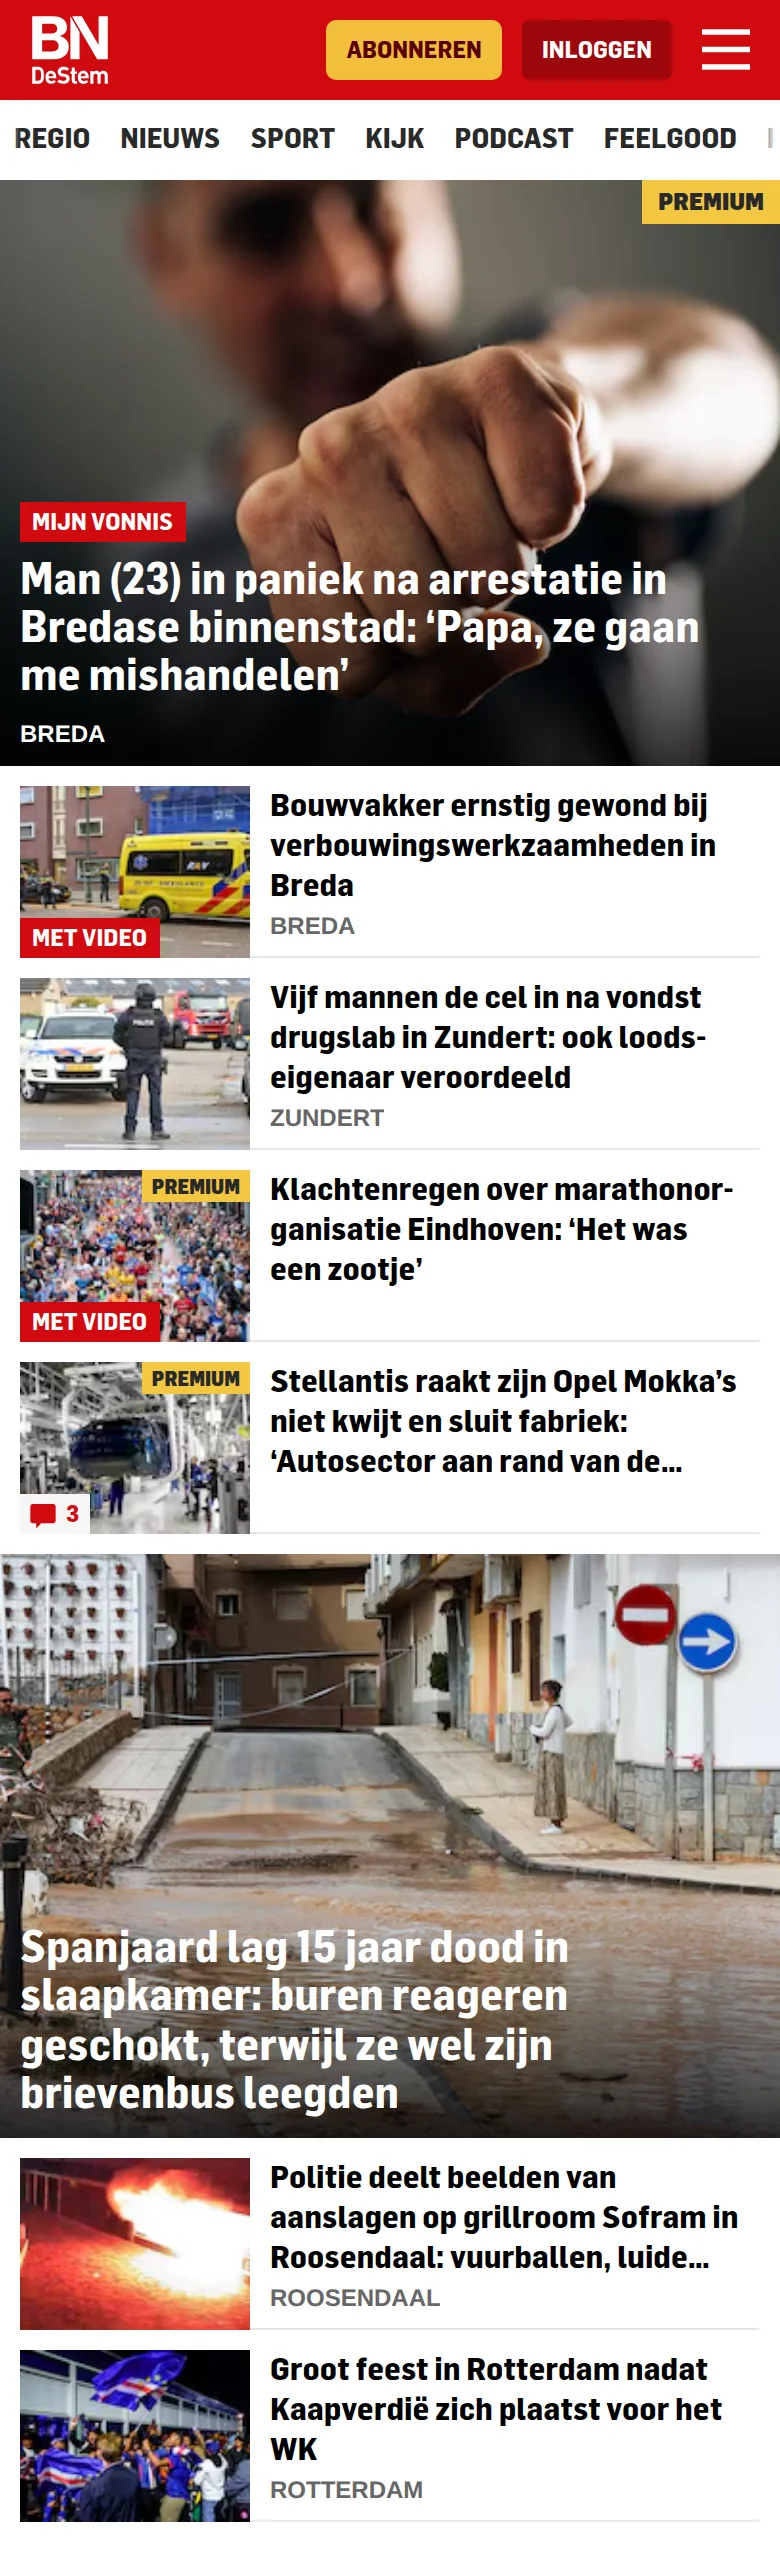 BN
DeStem
ABONNEREN
INLOGGEN
REGIO NIEUWS SPORT KIJK PODCAST FEELGOOD
PREMIUM
MIJN VONNIS
Man (23) in paniek na arrestatie in
Bredase binnenstad: ‘Papa, ze gaan
me mishandelen’
BREDA
MET VIDEO
Bouwvakker ernstig gewond bij
verbouwingswerkzaamheden in
Breda
BREDA
POLITIE
Vijf mannen de cel in na vondst
drugslab in Zundert: ook loods-
eigenaar veroordeeld
ZUNDERT
PREMIUM
MET VIDEO
Klachtenregen over marathonor-
ganisatie Eindhoven: ‘Het was
een zootje’
PREMIUM
3
Stellantis raakt zijn Opel Mokka’s
niet kwijt en sluit fabriek:
‘Autosector aan rand van de...
Spanjaard lag 15 jaar dood in
slaapkamer: buren reageren
geschokt, terwijl ze wel zijn
brievenbus leegden
Politie deelt beelden van
aanslagen op grillroom Sofram in
Roosendaal: vuurballen, luide...
ROOSENDAAL
Groot feest in Rotterdam nadat
Kaapverdië zich plaatst voor het
WK
ROTTERDAM